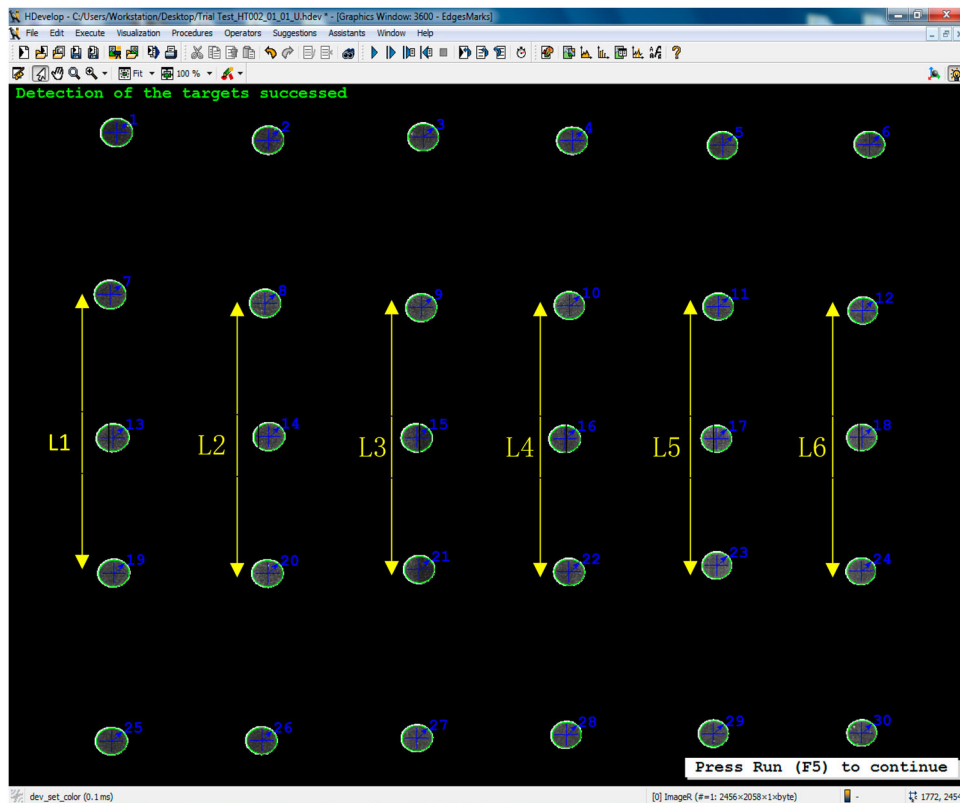 HDevelop - C:/Users/Workstation/Desktop/Trial Test_HT002_01_01_U.hdev * - [Graphics Window: 3600 - EdgesMarks]
File Edit Execute Visualization Procedures Operators Suggestions Assistants Window Help
Fit 100 %
Detection of the targets successed
1 2 3 4 5 6
7 8 9 10 11 12
13 14 15 16 17 18
L1 L2 L3 L4 L5 L6
19 20 21 22 23 24
25 26 27 28 29 30
Press Run (F5) to continue
dev_set_color (0.1 ms) [0] ImageR (#=1: 2456×2058×1×byte) - 1772, 2454